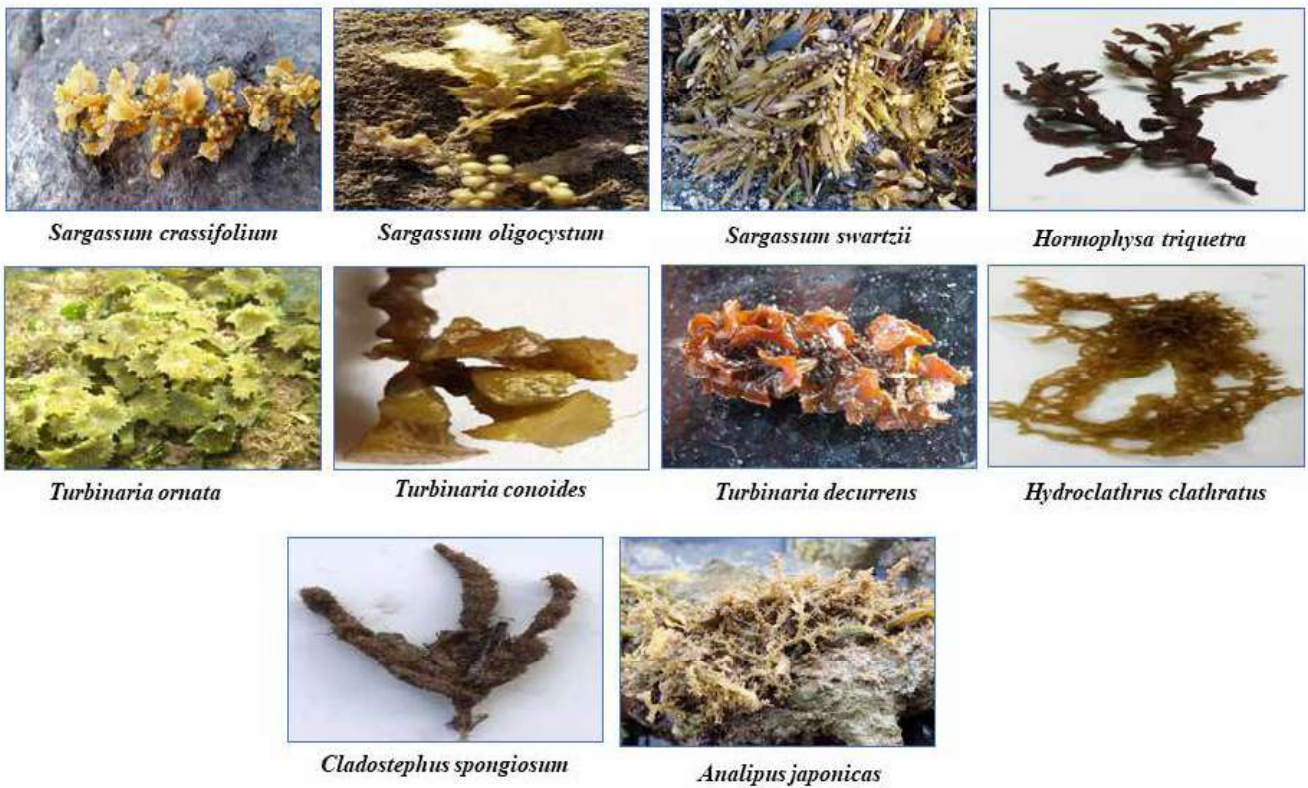 Sargassum crassifolium
Sargassum oligocystum
Sargassum swartzii
Hormophysa triquetra
Turbinaria ornata
Turbinaria conoides
Turbinaria decurrens
Hydroclathrus clathratus
Cladostephus spongiosum
Analipus japonicas